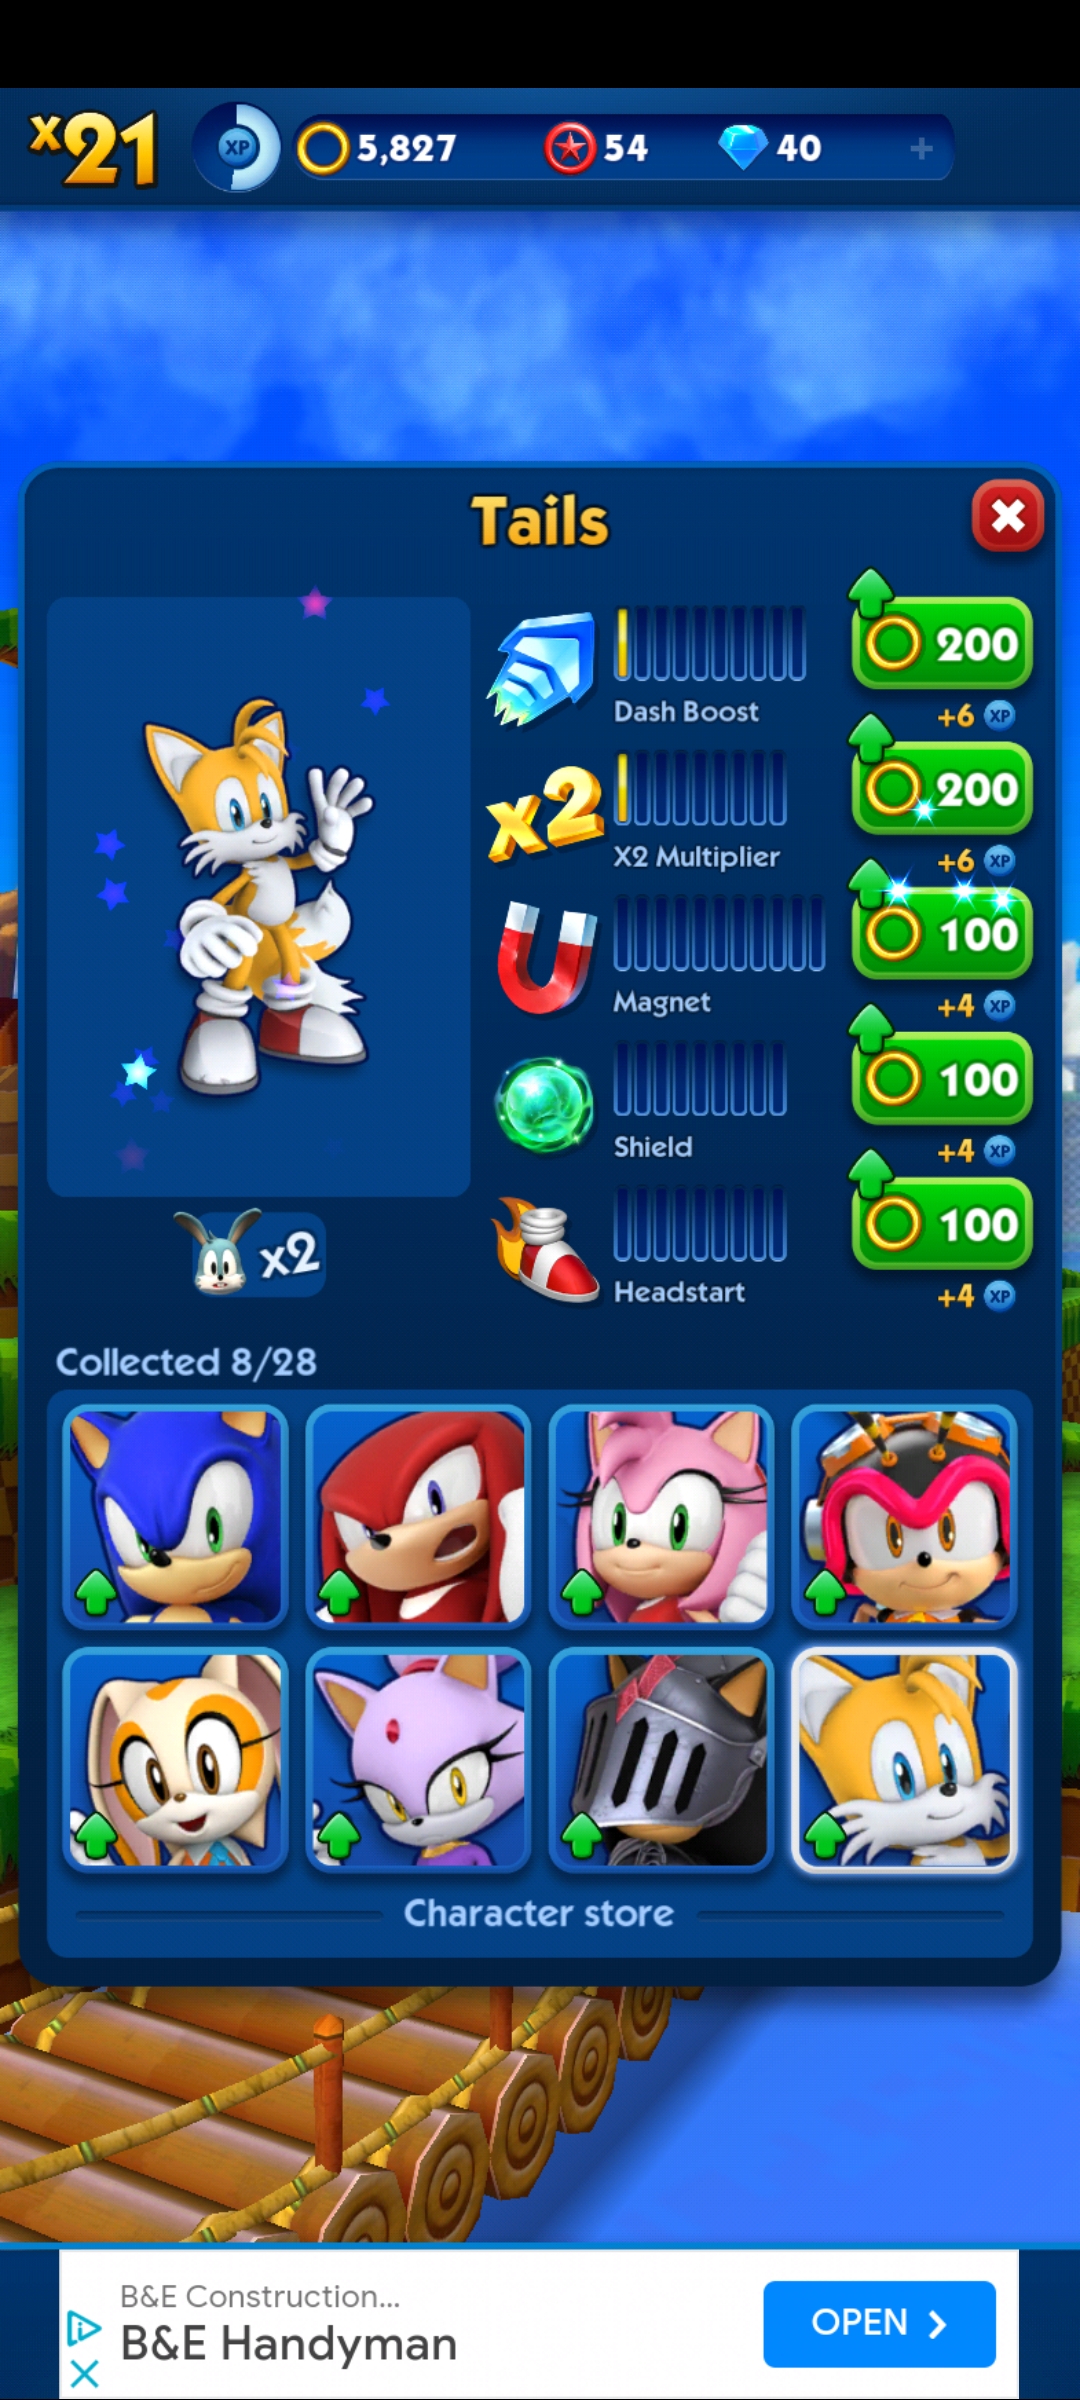 x21
XP
5,827
54
40
+
Tails
200
Dash Boost
+6 XP
x2
200
X2 Multiplier
+6 XP
100
Magnet
+4 XP
100
Shield
+4 XP
x2
100
Headstart
+4 XP
Collected 8/28
Character store
B&E Construction...
B&E Handyman
OPEN